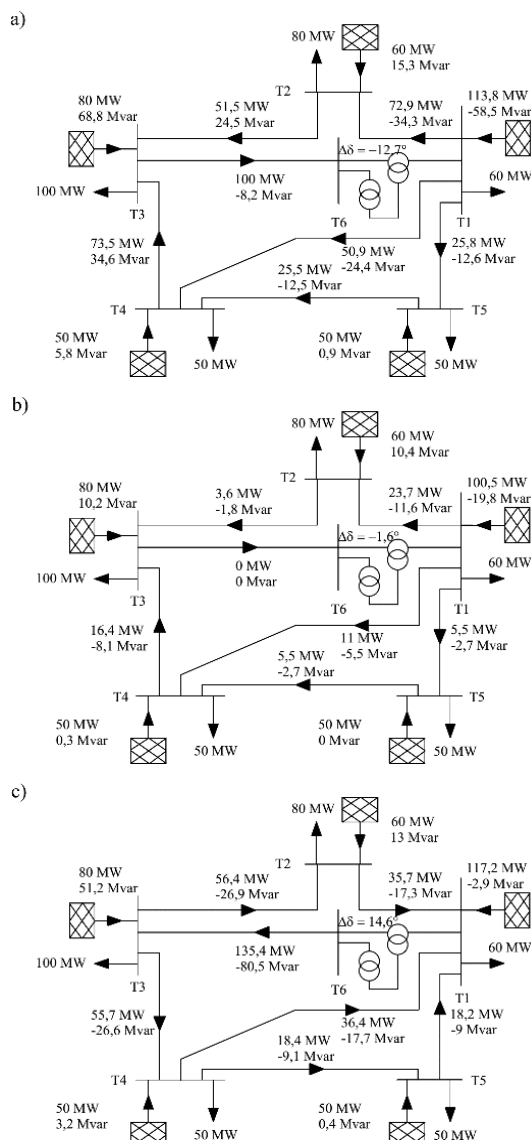 a)
80 MW
60 MW
15,3 Mvar
T2
80 MW
68,8 Mvar
51,5 MW
24,5 Mvar
72,9 MW
-34,3 Mvar
113,8 MW
-58,5 Mvar
Δδ = −12,7°
100 MW
-8,2 Mvar
100 MW
60 MW
T3
T6
T1
73,5 MW
34,6 Mvar
50,9 MW
-24,4 Mvar
25,8 MW
-12,6 Mvar
25,5 MW
-12,5 Mvar
T4
T5
50 MW
5,8 Mvar
50 MW
50 MW
0,9 Mvar
50 MW
b)
80 MW
60 MW
10,4 Mvar
T2
80 MW
10,2 Mvar
3,6 MW
-1,8 Mvar
23,7 MW
-11,6 Mvar
100,5 MW
-19,8 Mvar
Δδ = −1,6°
0 MW
0 Mvar
100 MW
60 MW
T3
T6
T1
16,4 MW
-8,1 Mvar
11 MW
-5,5 Mvar
5,5 MW
-2,7 Mvar
5,5 MW
-2,7 Mvar
T4
T5
50 MW
0,3 Mvar
50 MW
50 MW
0 Mvar
50 MW
c)
80 MW
60 MW
13 Mvar
T2
80 MW
51,2 Mvar
56,4 MW
-26,9 Mvar
35,7 MW
-17,3 Mvar
117,2 MW
-2,9 Mvar
Δδ = 14,6°
135,4 MW
-80,5 Mvar
100 MW
60 MW
T3
T6
T1
55,7 MW
-26,6 Mvar
36,4 MW
-17,7 Mvar
18,2 MW
-9 Mvar
18,4 MW
-9,1 Mvar
T4
T5
50 MW
3,2 Mvar
50 MW
50 MW
0,4 Mvar
50 MW